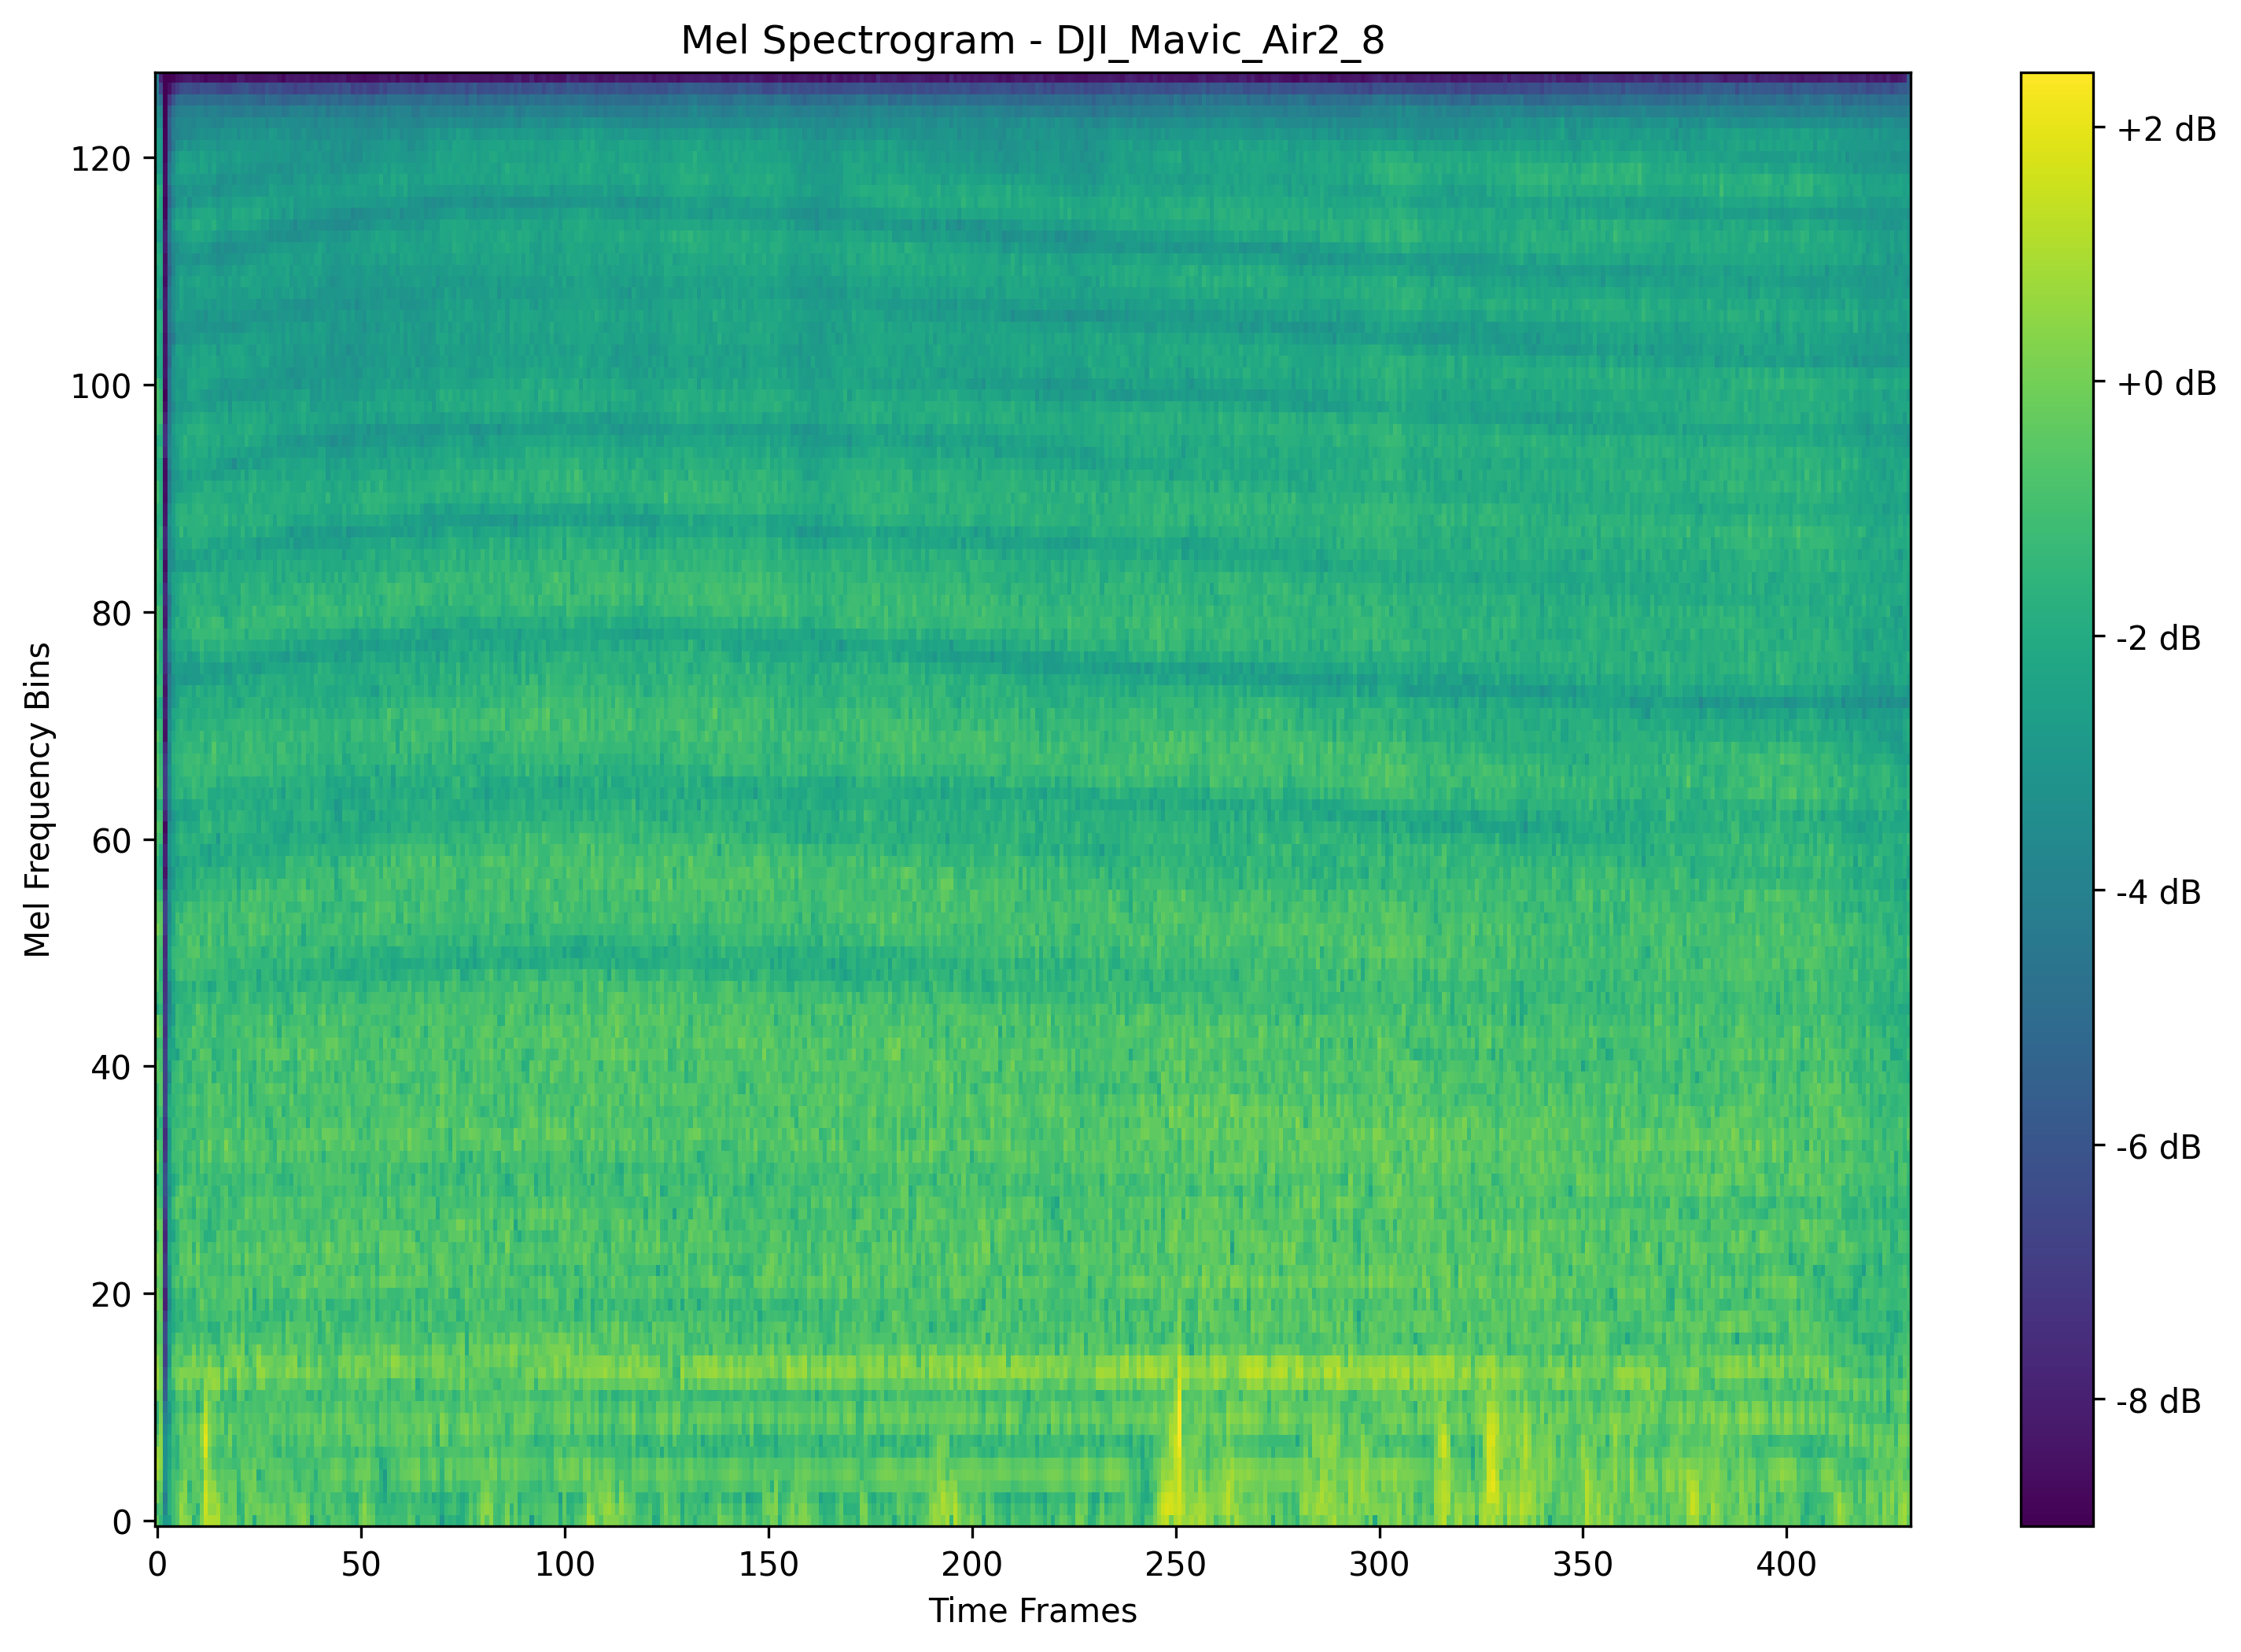 Mel Spectrogram - DJI_Mavic_Air2_8
120
100
80
60
40
20
0
Mel Frequency Bins
0 50 100 150 200 250 300 350 400
Time Frames
+2 dB
+0 dB
-2 dB
-4 dB
-6 dB
-8 dB